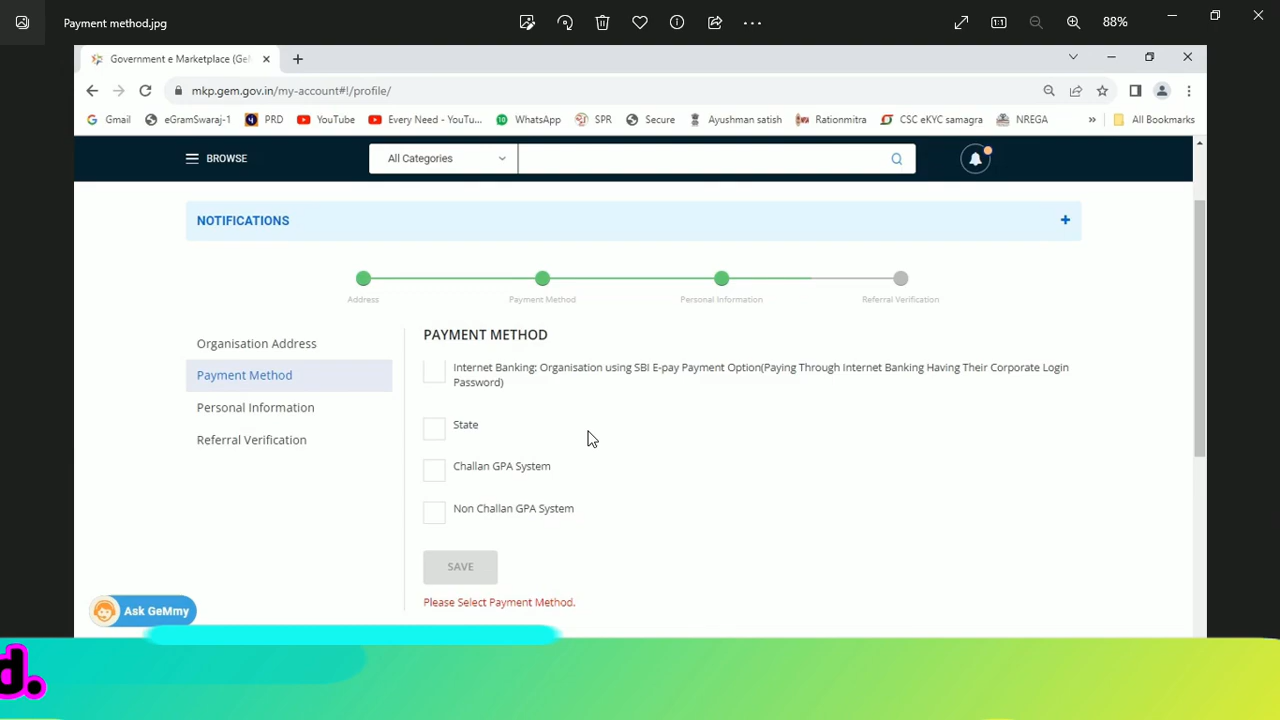 Payment method.jpg
88%
Government e Marketplace (Ge
mkp.gem.gov.in/my-account#!/profile/
Gmail
eGramSwaraj-1
PRD
YouTube
Every Need - YouTu...
WhatsApp
SPR
Secure
Ayushman satish
Rationmitra
CSC eKYC samagra
NREGA
»
All Bookmarks
BROWSE
All Categories
NOTIFICATIONS
+
Address
Payment Method
Personal Information
Referral Verification
Organisation Address
Payment Method
Personal Information
Referral Verification
PAYMENT METHOD
Internet Banking: Organisation using SBI E-pay Payment Option(Paying Through Internet Banking Having Their Corporate Login
Password)
State
Challan GPA System
Non Challan GPA System
SAVE
Please Select Payment Method.
Ask GeMmy
d.